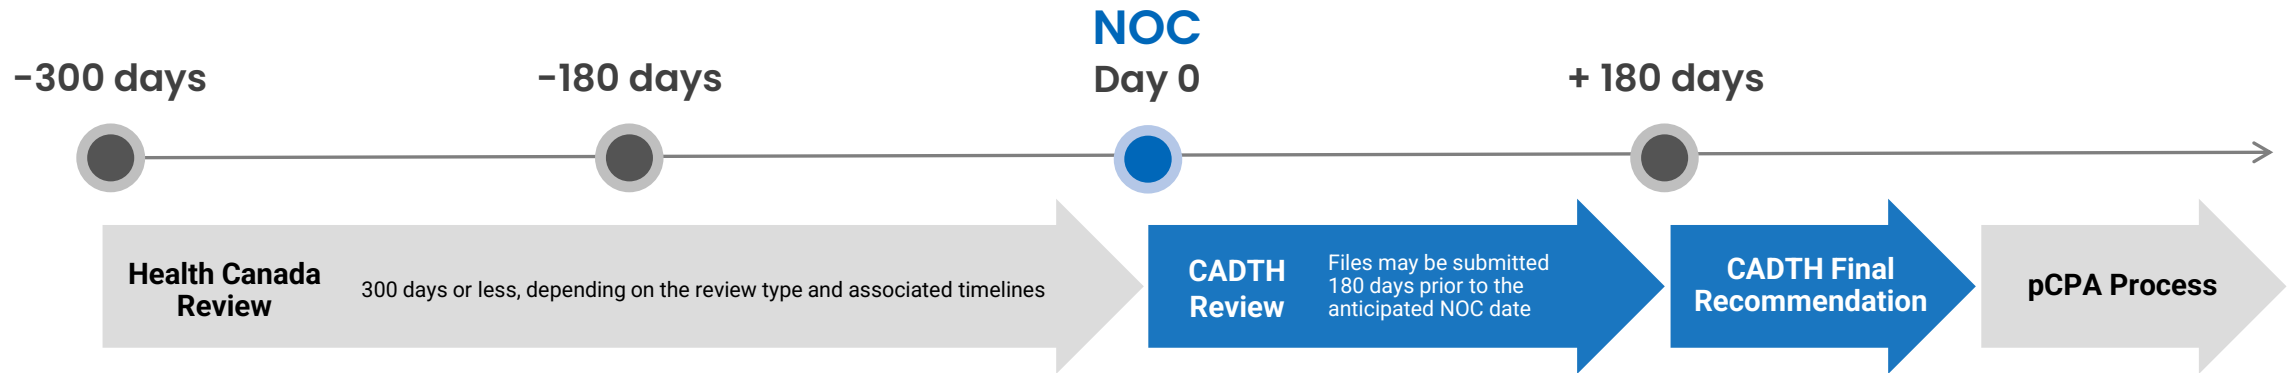 NOC
-300 days
-180 days
Day 0
+ 180 days
Health Canada
Review
300 days or less, depending on the review type and associated timelines
CADTH
Review
Files may be submitted
180 days prior to the
anticipated NOC date
CADTH Final
Recommendation
pCPA Process